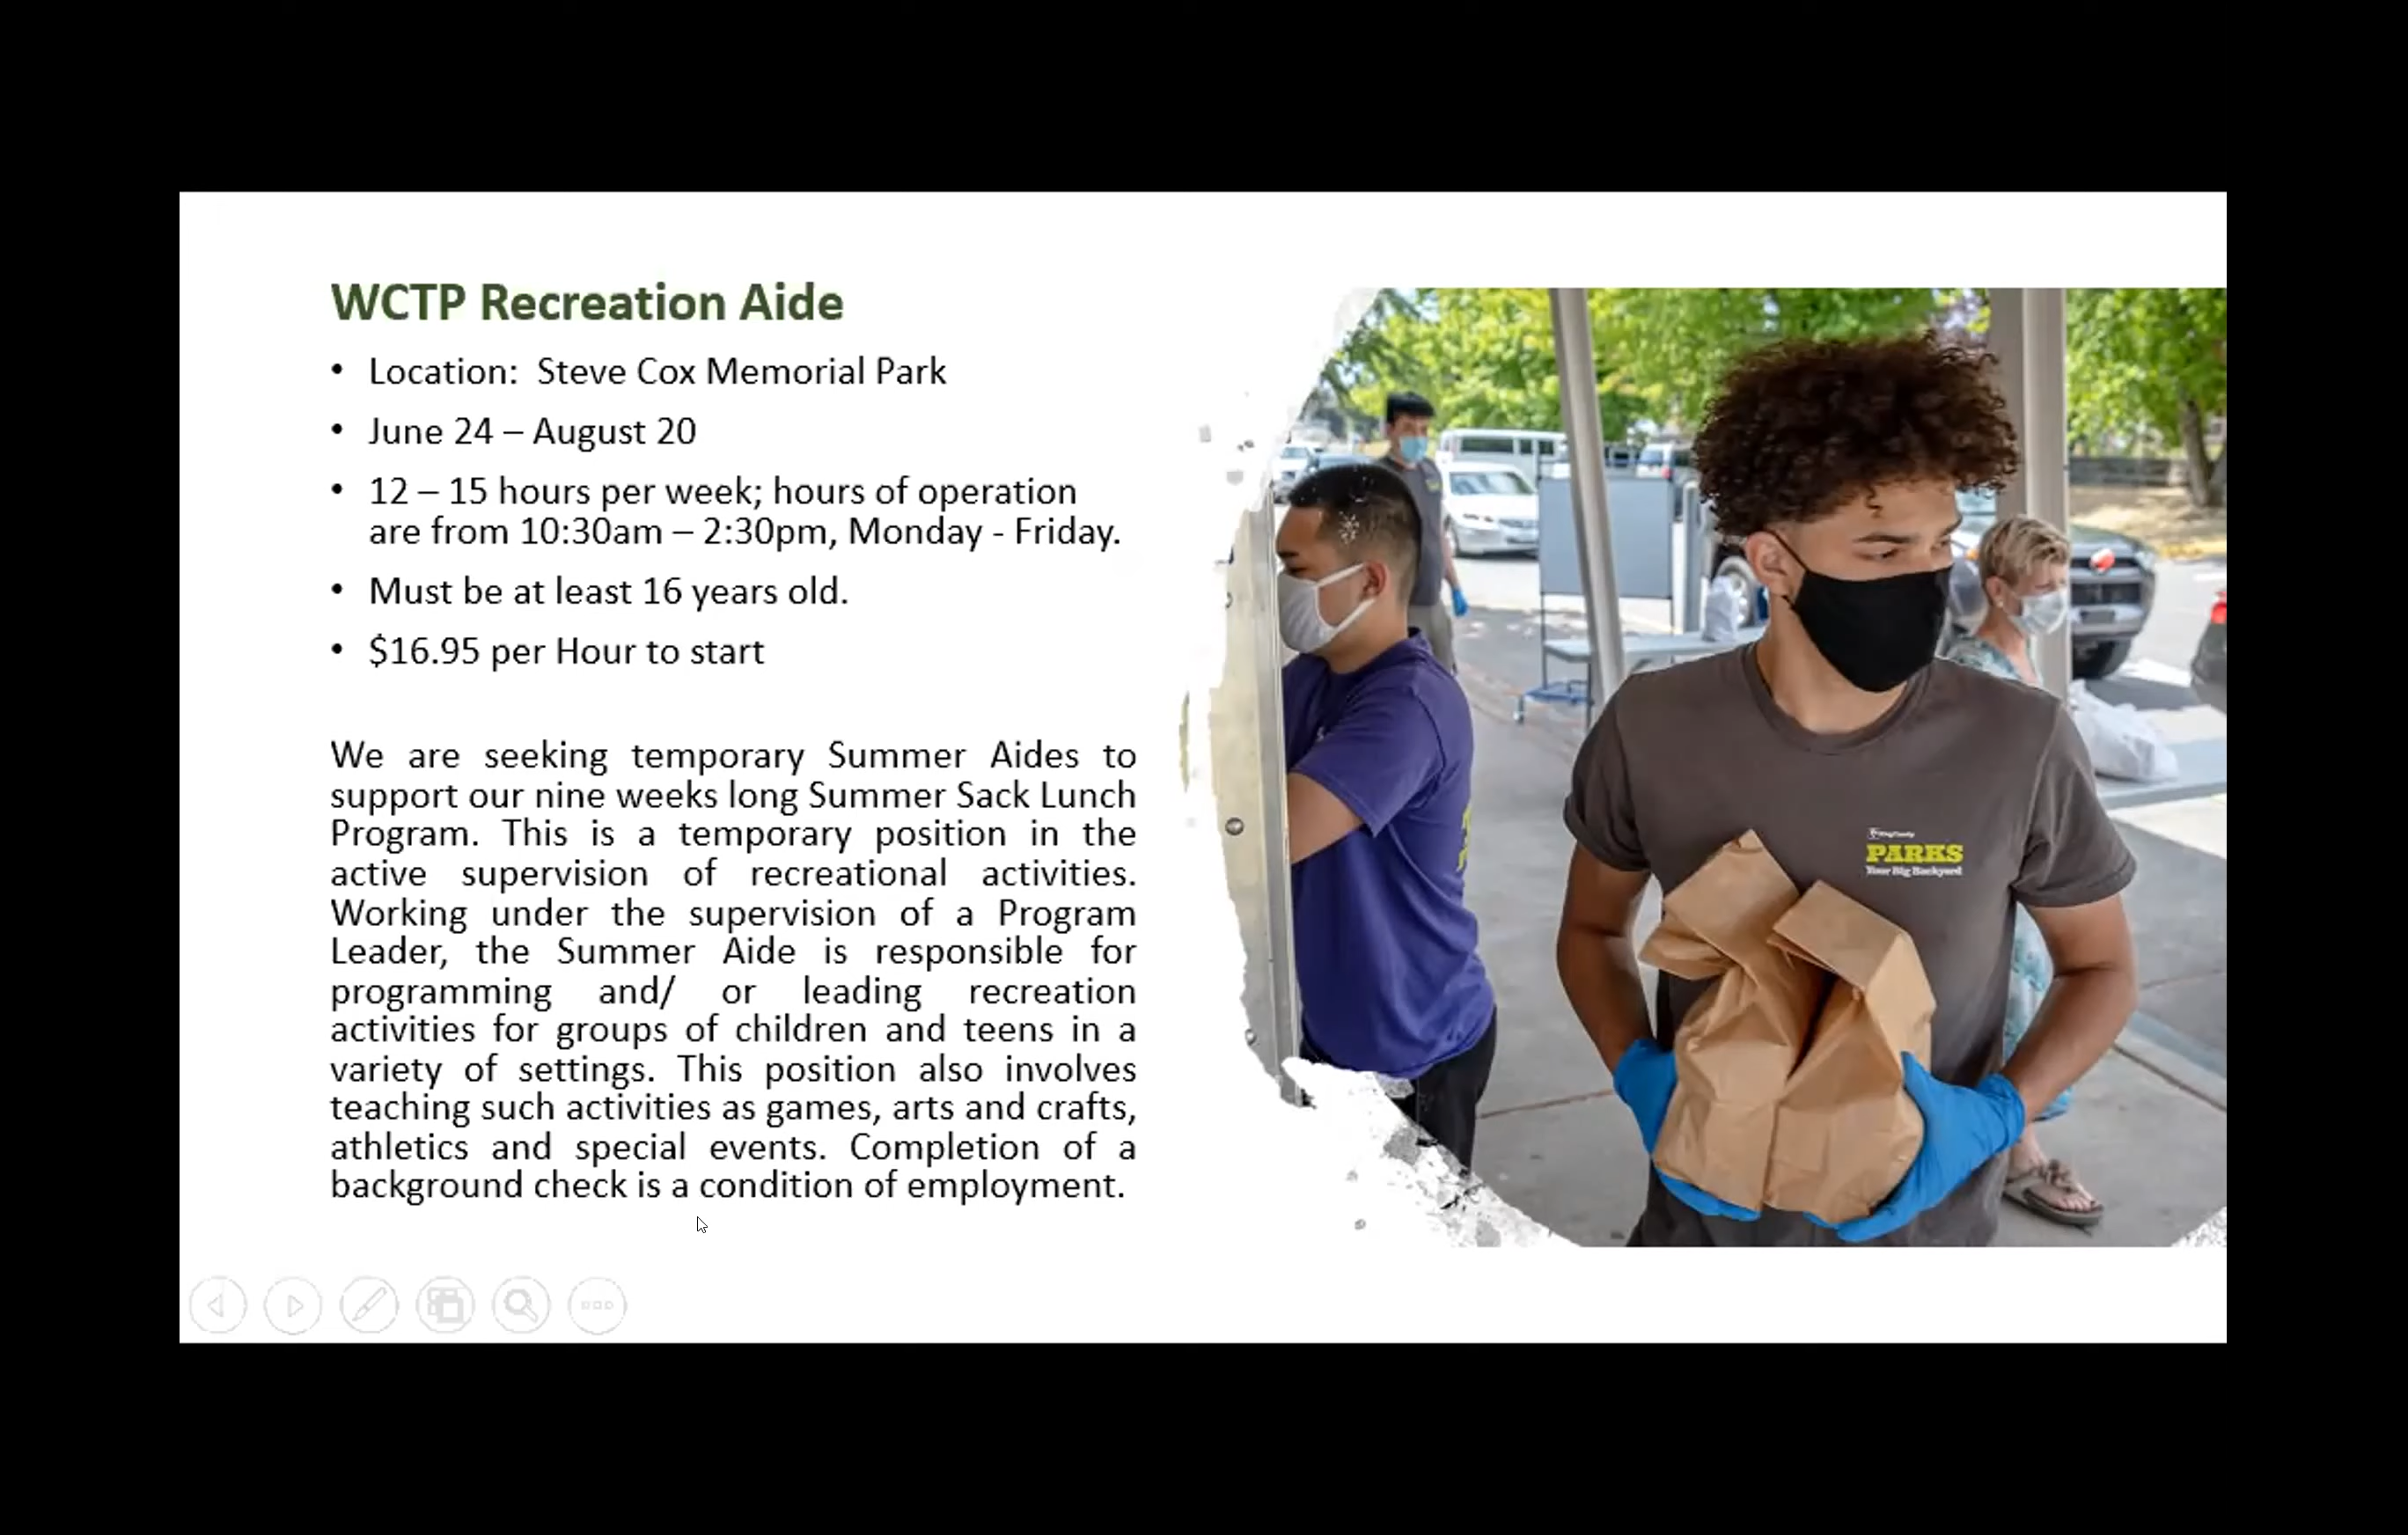 WCTP Recreation Aide
• Location:  Steve Cox Memorial Park
• June 24 – August 20
• 12 – 15 hours per week; hours of operation
are from 10:30am – 2:30pm, Monday - Friday.
• Must be at least 16 years old.
• $16.95 per Hour to start
We are seeking temporary Summer Aides to
support our nine weeks long Summer Sack Lunch
Program. This is a temporary position in the
active supervision of recreational activities.
Working under the supervision of a Program
Leader, the Summer Aide is responsible for
programming and/ or leading recreation
activities for groups of children and teens in a
variety of settings. This position also involves
teaching such activities as games, arts and crafts,
athletics and special events. Completion of a
background check is a condition of employment.
King County
PARKS
Your Big Backyard